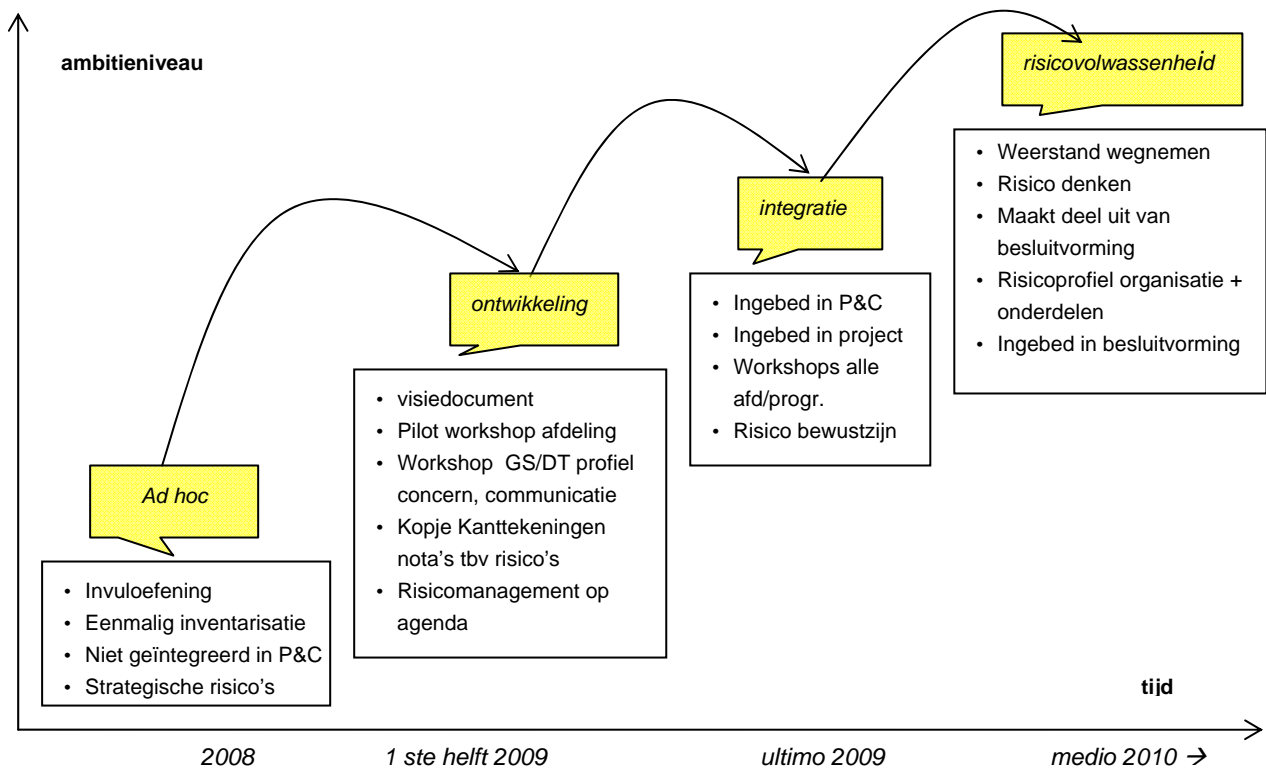 ambitieniveau
risicovolwassenheid
• Weerstand wegnemen
• Risico denken
• Maakt deel uit van
besluitvorming
• Risicoprofiel organisatie +
onderdelen
• Ingebed in besluitvorming
integratie
• Ingebed in P&C
• Ingebed in project
• Workshops alle
afd/progr.
• Risico bewustzijn
ontwikkeling
• visiedocument
• Pilot workshop afdeling
• Workshop GS/DT profiel
concern, communicatie
• Kopje Kanttekeningen
nota’s tbv risico’s
• Risicomanagement op
agenda
Ad hoc
• Invuloefening
• Eenmalig inventarisatie
• Niet geïntegreerd in P&C
• Strategische risico’s
tijd
2008 1 ste helft 2009 ultimo 2009 medio 2010 →